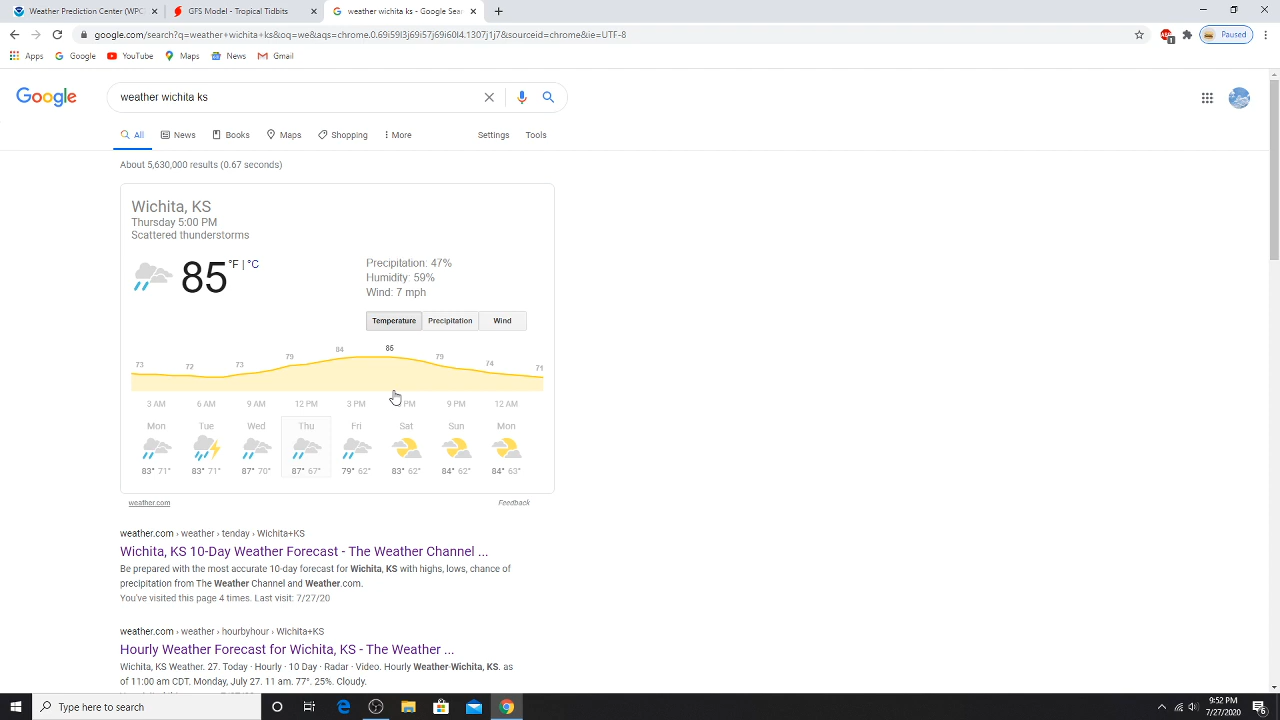 Weather Prediction Center (WPC
GFS Model - Tropical Tidbits
weather wichita ks - Google Sear
google.com/search?q=weather+wichita+ks&oq=we&aqs=chrome.0.69i59l3j69i57j69i60l4.1307j1j7&sourceid=chrome&ie=UTF-8
Paused
Apps
Google
YouTube
Maps
News
Gmail
Google
weather wichita ks
All
News
Books
Maps
Shopping
More
Settings
Tools
About 5,630,000 results (0.67 seconds)
Wichita, KS
Thursday 5:00 PM
Scattered thunderstorms
85 °F | °C
Precipitation: 47%
Humidity: 59%
Wind: 7 mph
Temperature Precipitation Wind
73 72 73 79 84 85 79 74 71
3 AM 6 AM 9 AM 12 PM 3 PM PM 9 PM 12 AM
Mon Tue Wed Thu Fri Sat Sun Mon
83° 71° 83° 71° 87° 70° 87° 67° 79° 62° 83° 62° 84° 62° 84° 63°
weather.com
Feedback
weather.com › weather › tenday › Wichita+KS
Wichita, KS 10-Day Weather Forecast - The Weather Channel ...
Be prepared with the most accurate 10-day forecast for Wichita, KS with highs, lows, chance of
precipitation from The Weather Channel and Weather.com.
You've visited this page 4 times. Last visit: 7/27/20
weather.com › weather › hourbyhour › Wichita+KS
Hourly Weather Forecast for Wichita, KS - The Weather ...
Wichita, KS Weather. 27. Today · Hourly · 10 Day · Radar · Video. Hourly Weather-Wichita, KS. as
of 11:00 am CDT. Monday, July 27. 11 am. 77°. 25%. Cloudy.
Type here to search
9:52 PM
7/27/2020